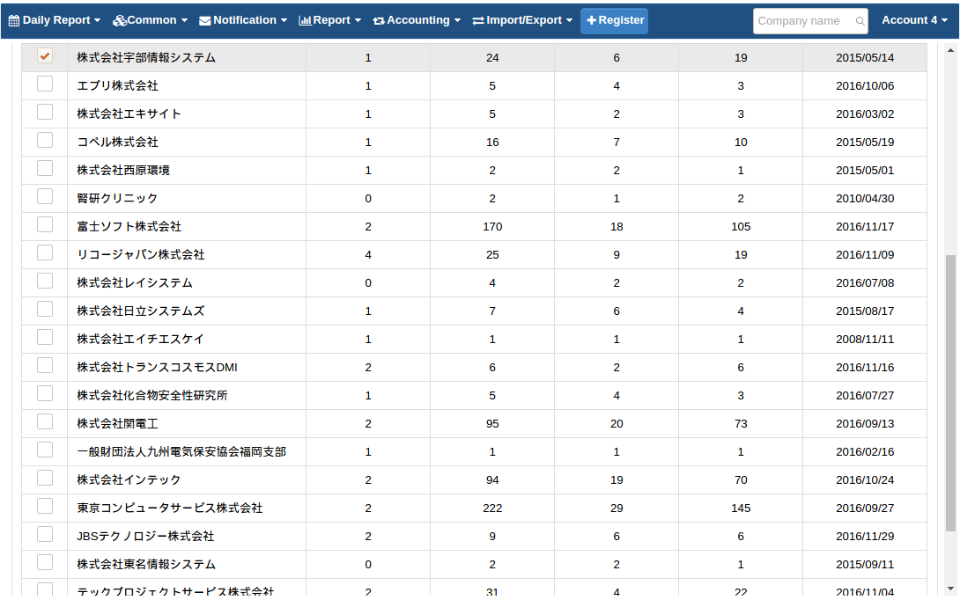 Daily Report Common Notification Report Accounting Import/Export Register Company name Account 4
株式会社宇部情報システム 1 24 6 19 2015/05/14
エプリ株式会社 1 5 4 3 2016/10/06
株式会社エキサイト 1 5 2 3 2016/03/02
コペル株式会社 1 16 7 10 2015/05/19
株式会社西原環境 1 2 2 1 2015/05/01
腎研クリニック 0 2 1 2 2010/04/30
富士ソフト株式会社 2 170 18 105 2016/11/17
リコージャパン株式会社 4 25 9 19 2016/11/09
株式会社レイシステム 0 4 2 2 2016/07/08
株式会社日立システムズ 1 7 6 4 2015/08/17
株式会社エイチエスケイ 1 1 1 1 2008/11/11
株式会社トランスコスモスDMI 2 6 2 6 2016/11/16
株式会社化合物安全性研究所 1 5 4 3 2016/07/27
株式会社関電工 2 95 20 73 2016/09/13
一般財団法人九州電気保安協会福岡支部 1 1 1 1 2016/02/16
株式会社インテック 2 94 19 70 2016/10/24
東京コンピュータサービス株式会社 2 222 29 145 2016/09/27
JBSテクノロジー株式会社 2 9 6 6 2016/11/29
株式会社東名情報システム 0 2 2 1 2015/09/11
テックプロジェクトサービス株式会社 2 31 4 22 2016/11/04